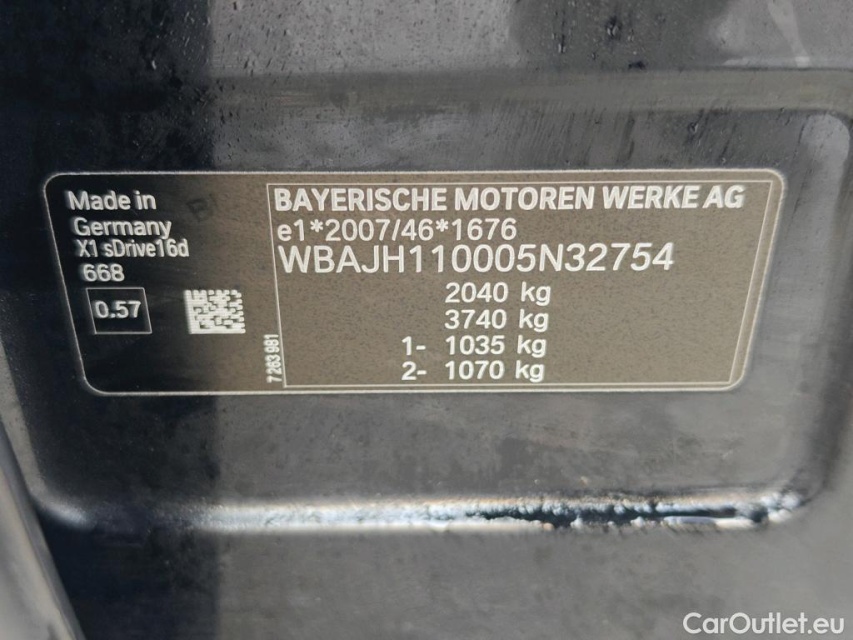 Made in
Germany
X1 sDrive16d
668
0.57
7 263 981
BAYERISCHE MOTOREN WERKE AG
e1*2007/46*1676
WBAJH110005N32754
2040 kg
3740 kg
1- 1035 kg
2- 1070 kg
CarOutlet.eu